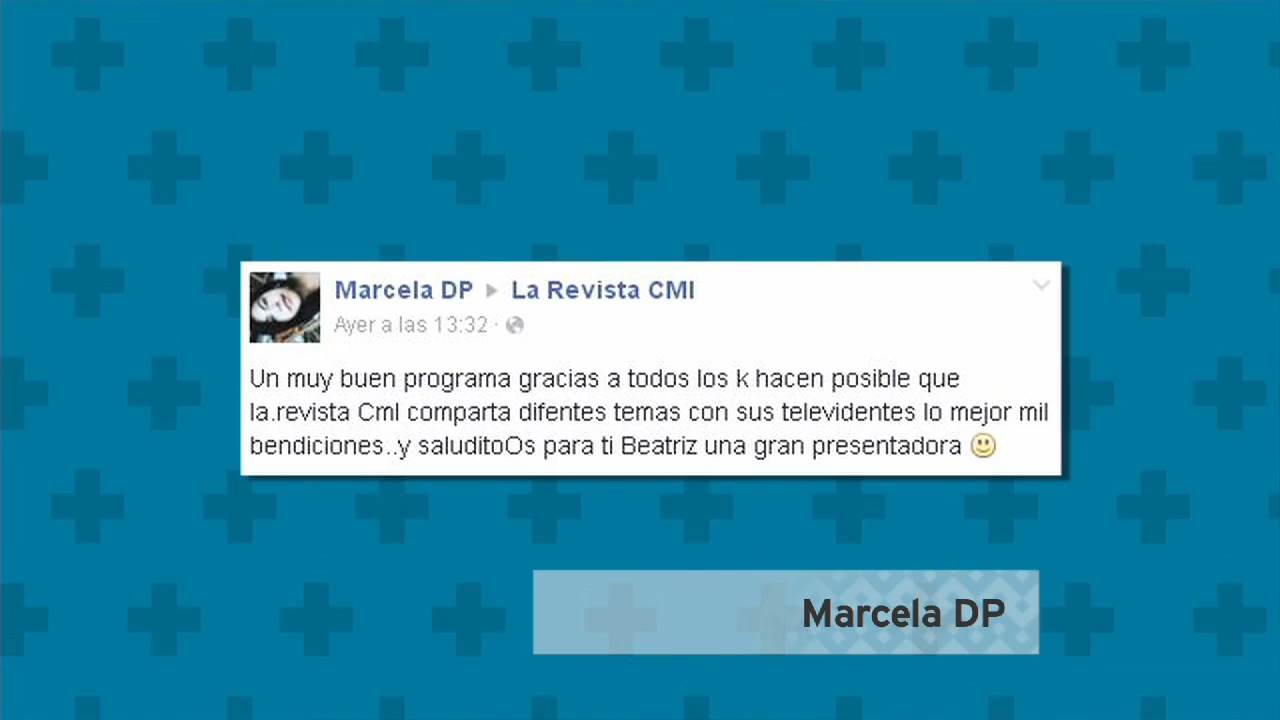 Marcela DP ▸ La Revista CMI
Ayer a las 13:32 ·
Un muy buen programa gracias a todos los k hacen posible que
la.revista CmI comparta difentes temas con sus televidentes lo mejor mil
bendiciones..y saluditoOs para ti Beatriz una gran presentadora 🙂
Marcela DP